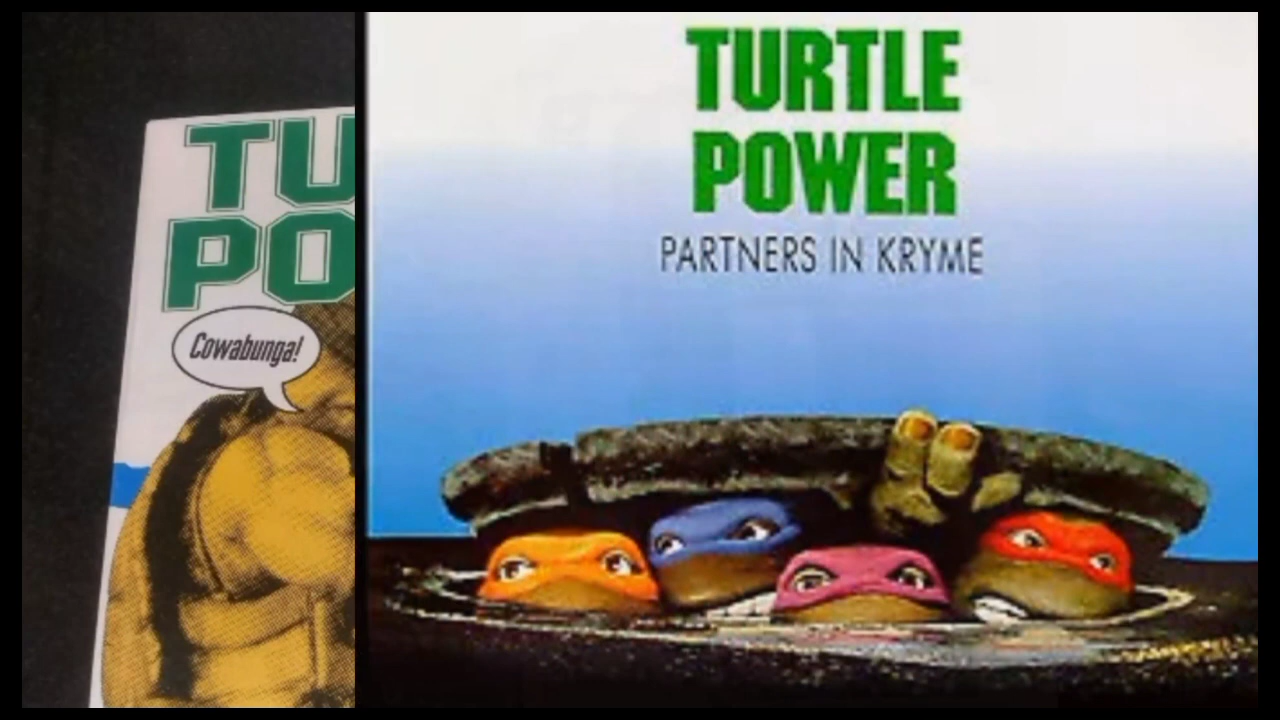 TU
PO
Cowabunga!
TURTLE
POWER
PARTNERS IN KRYME